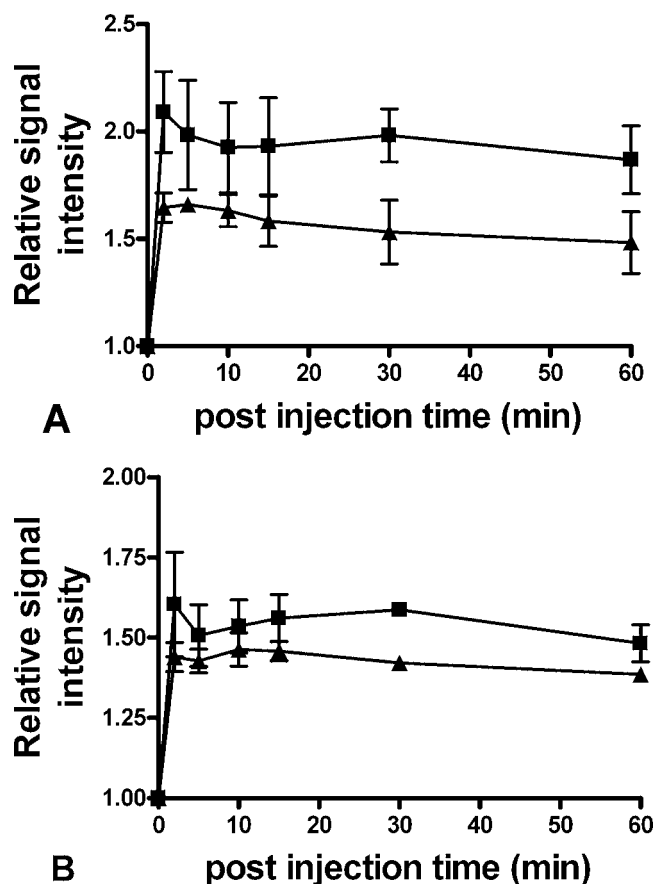 2.5
2.0
1.5
1.0
Relative signal
intensity
0 10 20 30 40 50 60
post injection time (min)
A
2.00
1.75
1.50
1.25
1.00
Relative signal
intensity
0 10 20 30 40 50 60
post injection time (min)
B